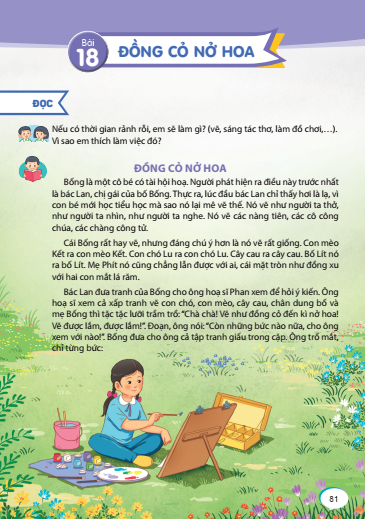 Bài
18
ĐỒNG CỎ NỞ HOA
ĐỌC
Nếu có thời gian rảnh rỗi, em sẽ làm gì? (vẽ, sáng tác thơ, làm đồ chơi,…).
Vì sao em thích làm việc đó?
ĐỒNG CỎ NỞ HOA
Bống là một cô bé có tài hội hoạ. Người phát hiện ra điều này trước nhất
là bác Lan, chị gái của bố Bống. Thực ra, lúc đầu bác Lan chỉ thấy hơi là lạ, vì
con bé mới học tiểu học mà sao nó lại mê vẽ thế. Nó vẽ như người ta thở,
như người ta nhìn, như người ta nghe. Nó vẽ các nàng tiên, các cô công
chúa, các chàng công tử.
Cái Bống rất hay vẽ, nhưng đáng chú ý hơn là nó vẽ rất giống. Con mèo
Kết ra con mèo Kết. Con chó Lu ra con chó Lu. Cây cau ra cây cau. Bố Lít nó
ra bố Lít. Mẹ Phít nó cũng chẳng lẫn được với ai, cái mặt tròn như đồng xu
với hai con mắt lá răm.
Bác Lan đưa tranh của Bống cho ông hoạ sĩ Phan xem để hỏi ý kiến. Ông
hoạ sĩ xem cả xấp tranh vẽ con chó, con mèo, cây cau, chân dung bố và
mẹ Bống thì tặc tặc lưỡi trầm trồ: “Chà chà! Vẽ như đồng cỏ đến kì nở hoa!
Vẽ được lắm, được lắm!”. Đoạn, ông nói: “Còn những bức nào nữa, cho ông
xem với nào!”. Bống đưa cho ông cả tập tranh giấu trong cặp. Ông trố mắt,
chỉ từng bức:
81